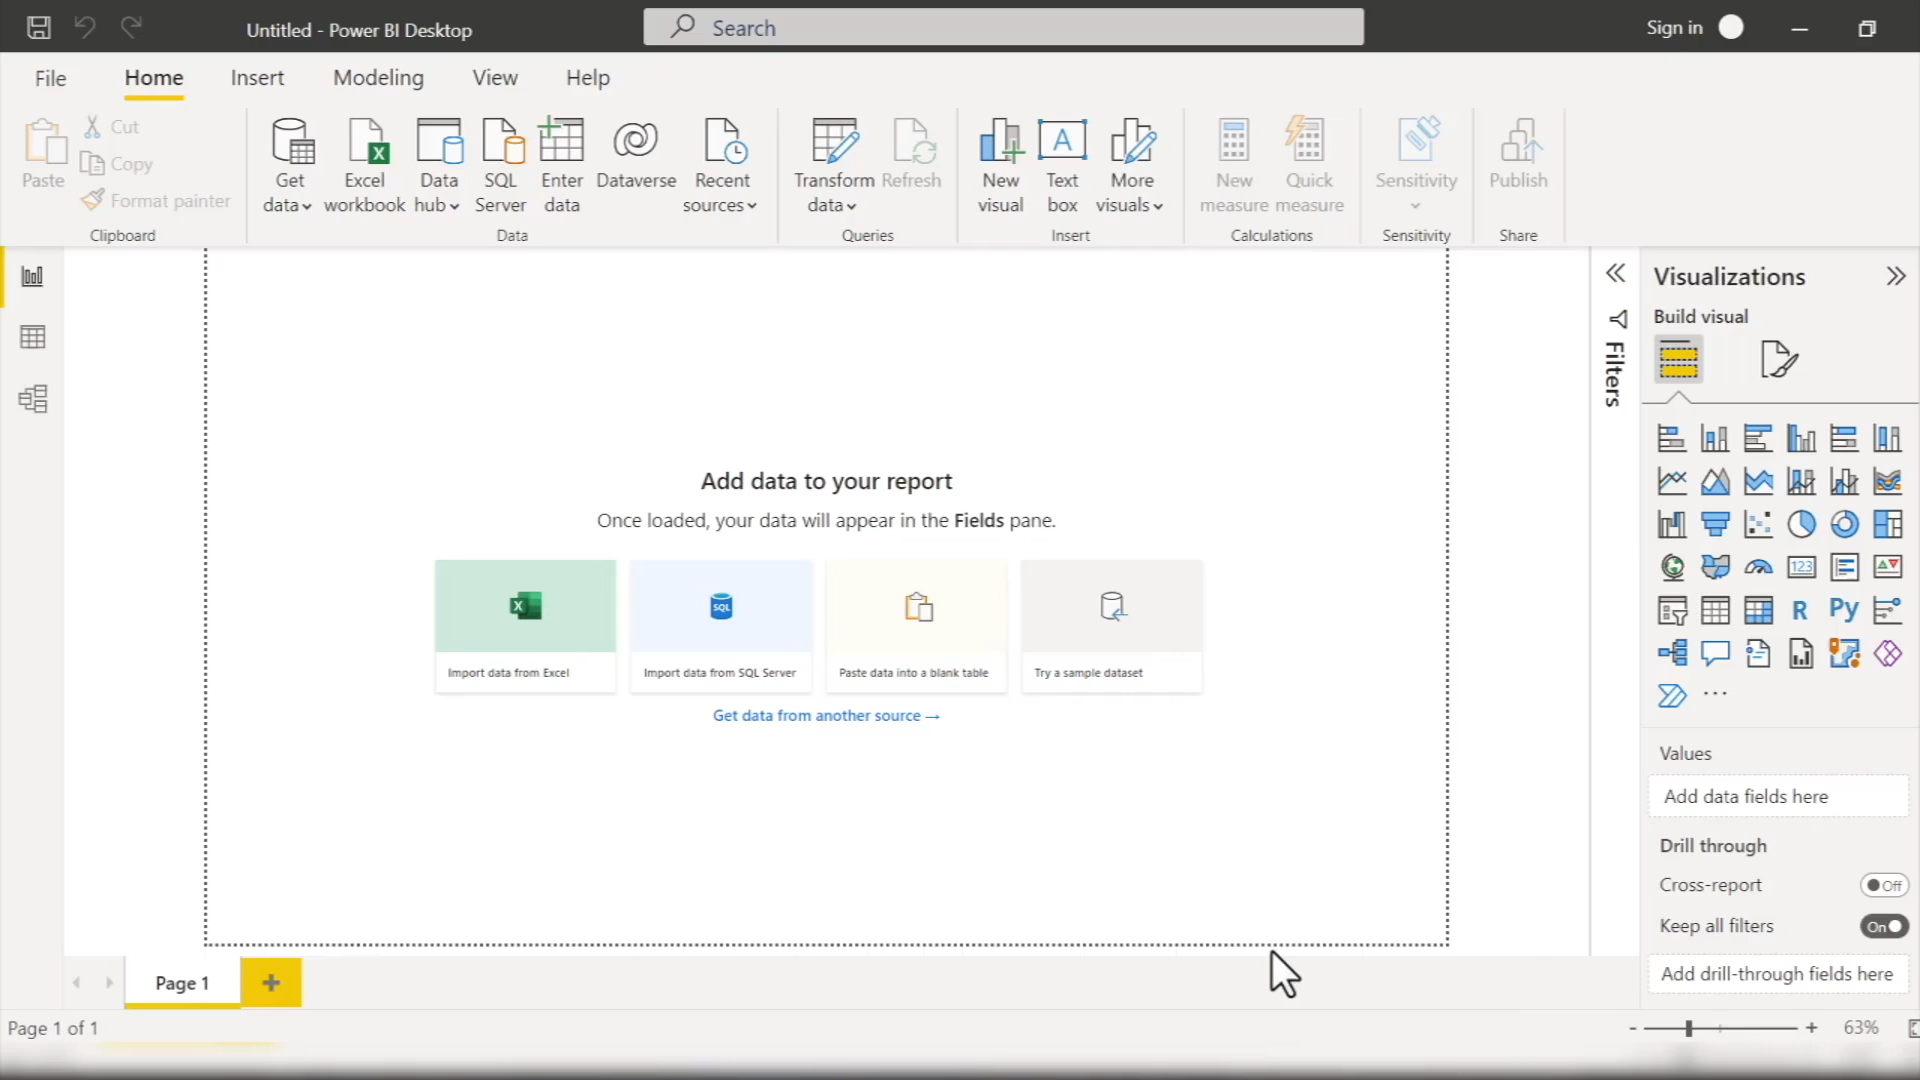 Untitled - Power BI Desktop
Search
Sign in
File Home Insert Modeling View Help
Paste
Cut
Copy
Format painter
Clipboard
Get data
Excel workbook
Data hub
SQL Server
Enter data
Dataverse
Recent sources
Data
Transform data
Refresh
Queries
New visual
Text box
A
More visuals
Insert
New measure
Quick measure
Calculations
Sensitivity
Sensitivity
Publish
Share
Filters
Visualizations
Build visual
123
R
Py
Values
Add data fields here
Drill through
Cross-report
Off
Keep all filters
On
Add drill-through fields here
Add data to your report
Once loaded, your data will appear in the Fields pane.
X
SQL
Import data from Excel
Import data from SQL Server
Paste data into a blank table
Try a sample dataset
Get data from another source →
Page 1
+
Page 1 of 1
- + 63%